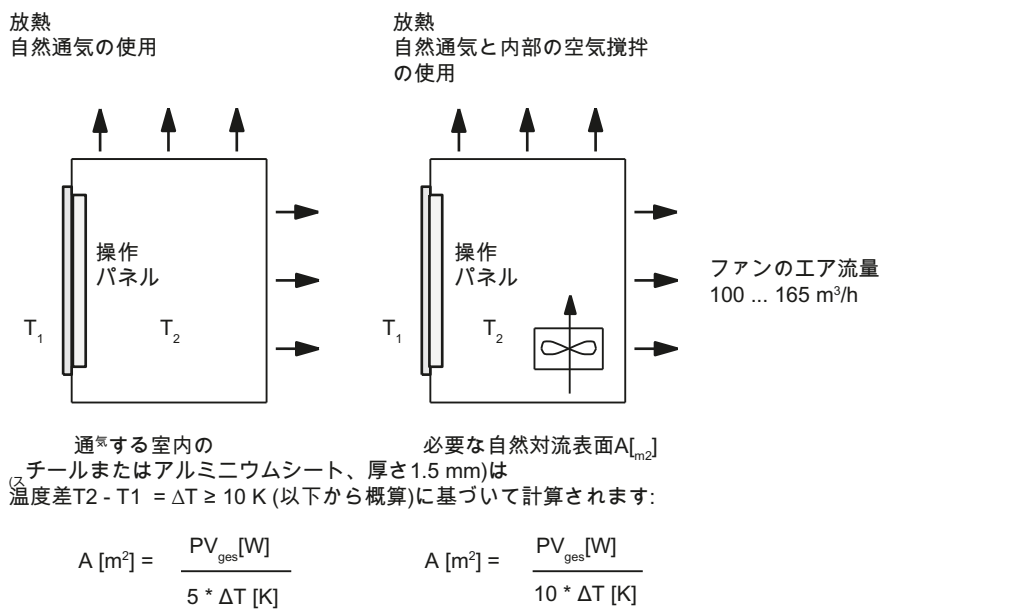 放熱
自然通気の使用
放熱
自然通気と内部の空気撹拌
の使用
操作
パネル
T1
T2
操作
パネル
T1
T2
ファンのエア流量
100 ... 165 m³/h
通気する室内の
必要な自然対流表面A[m2]
(スチールまたはアルミニウムシート、厚さ1.5 mm)は
温度差T2 - T1 = ΔT ≥ 10 K (以下から概算)に基づいて計算されます:
A [m²] = PVges[W]
5 * ΔT [K]
A [m²] = PVges[W]
10 * ΔT [K]